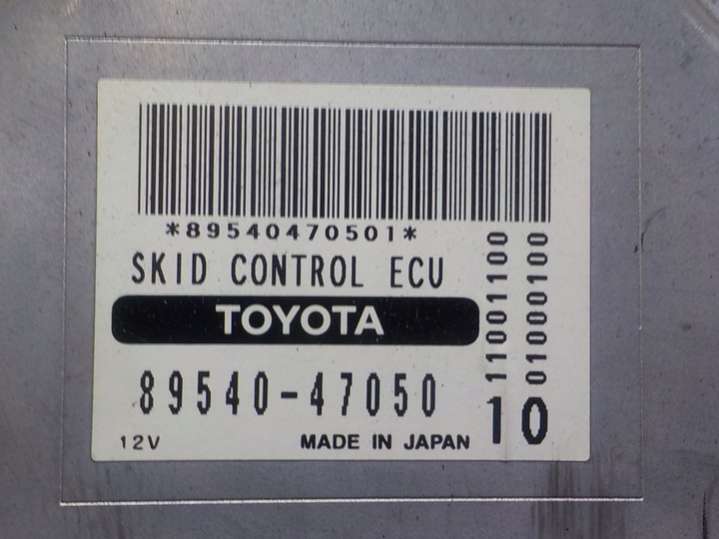 *89540470501*
SKID CONTROL ECU
TOYOTA
89540-47050
12V MADE IN JAPAN
11001100
01000100
10